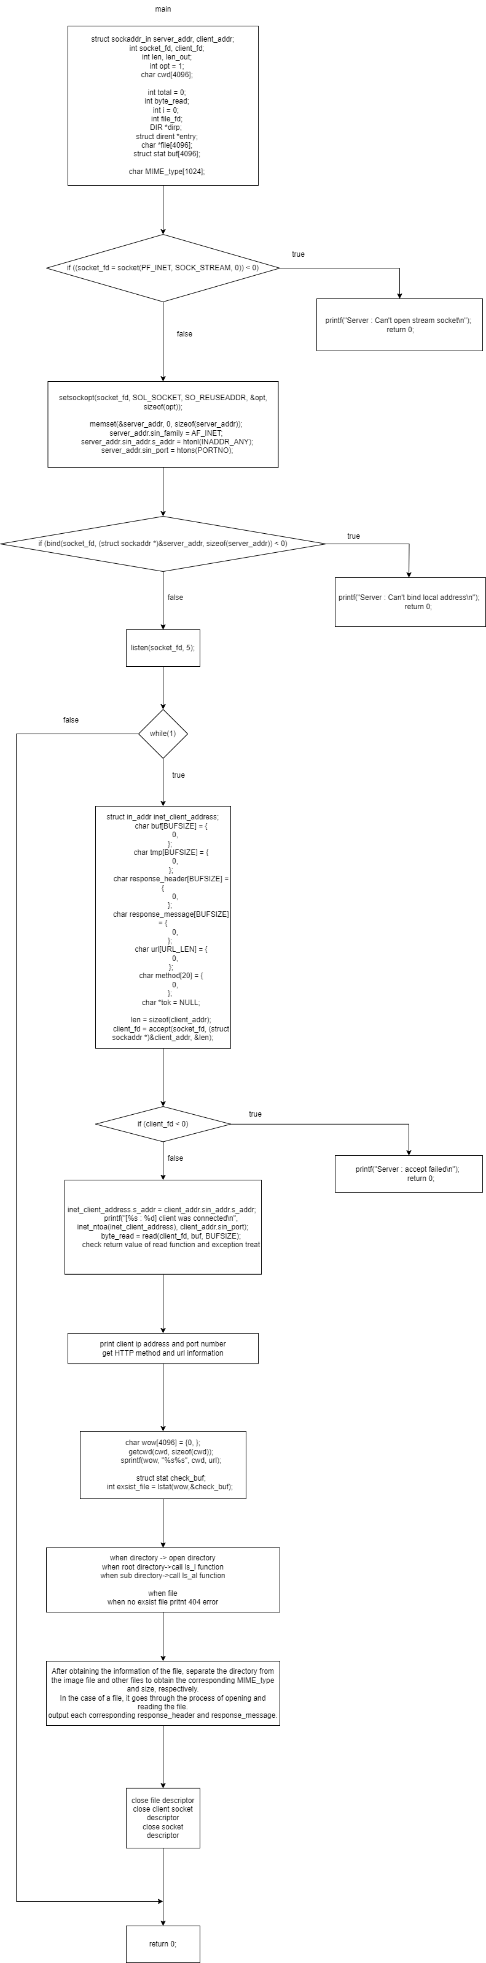 main
struct sockaddr_in server_addr, client_addr;
int socket_fd, client_fd;
int len, len_out;
int opt = 1;
char cwd[4096];
int total = 0;
int byte_read;
int i = 0;
int file_fd;
DIR *dirp;
struct dirent *entry;
char *file[4096];
struct stat buf[4096];
char MIME_type[1024];
if ((socket_fd = socket(PF_INET, SOCK_STREAM, 0)) < 0)
true
printf("Server : Can't open stream socket\n");
return 0;
false
setsockopt(socket_fd, SOL_SOCKET, SO_REUSEADDR, &opt,
sizeof(opt));
memset(&server_addr, 0, sizeof(server_addr));
server_addr.sin_family = AF_INET;
server_addr.sin_addr.s_addr = htonl(INADDR_ANY);
server_addr.sin_port = htons(PORTNO);
if (bind(socket_fd, (struct sockaddr *)&server_addr, sizeof(server_addr)) < 0)
true
printf("Server : Can't bind local address\n");
return 0;
false
listen(socket_fd, 5);
false
while(1)
true
struct in_addr inet_client_address;
char buf[BUFSIZE] = {
0,
};
char tmp[BUFSIZE] = {
0,
};
char response_header[BUFSIZE] =
{
0,
};
char response_message[BUFSIZE]
= {
0,
};
char url[URL_LEN] = {
0,
};
char method[20] = {
0,
};
char *tok = NULL;
len = sizeof(client_addr);
client_fd = accept(socket_fd, (struct
sockaddr *)&client_addr, &len);
if (client_fd < 0)
true
printf("Server : accept failed\n");
return 0;
false
inet_client_address.s_addr = client_addr.sin_addr.s_addr;
printf("[%s : %d] client was connected\n",
inet_ntoa(inet_client_address), client_addr.sin_port);
byte_read = read(client_fd, buf, BUFSIZE);
check return value of read function and exception treat
print client ip address and port number
get HTTP method and url information
char wow[4096] = {0, };
getcwd(cwd, sizeof(cwd));
sprintf(wow, "%s%s", cwd, url);
struct stat check_buf;
int exsist_file = lstat(wow,&check_buf);
when directory -> open directory
when root directory->call ls_l function
when sub directory->call ls_al function
when file
when no exsist file pritnt 404 error
After obtaining the information of the file, separate the directory from
the image file and other files to obtain the corresponding MIME_type
and size, respectively.
In the case of a file, it goes through the process of opening and
reading the file.
output each corresponding response_header and response_message.
close file descriptor
close client socket
descriptor
close socket
descriptor
return 0;